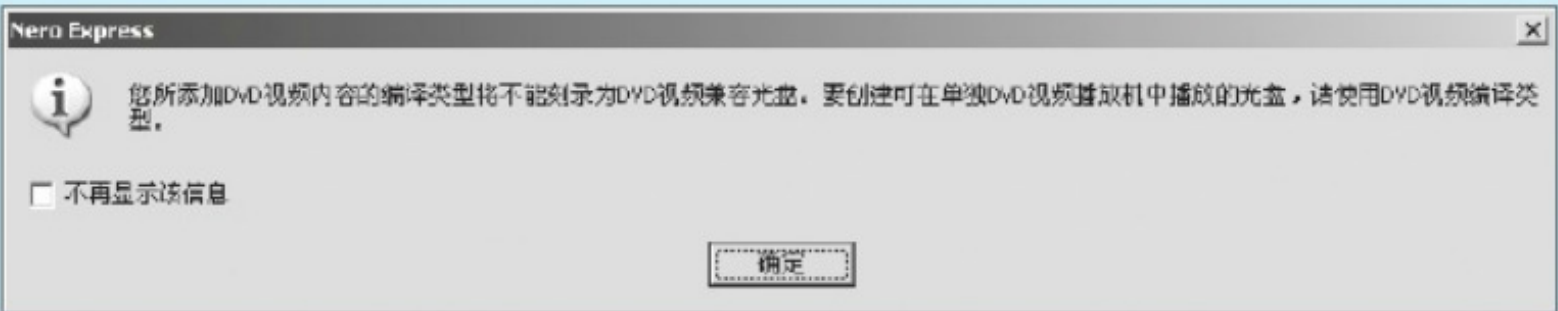 Nero Express
您所添加DVD视频内容的编译类型将不能刻录为DVD视频兼容光盘。要创建可在单独DVD视频播放机中播放的光盘，请使用DVD视频编译类
型。
不再显示该信息
确定